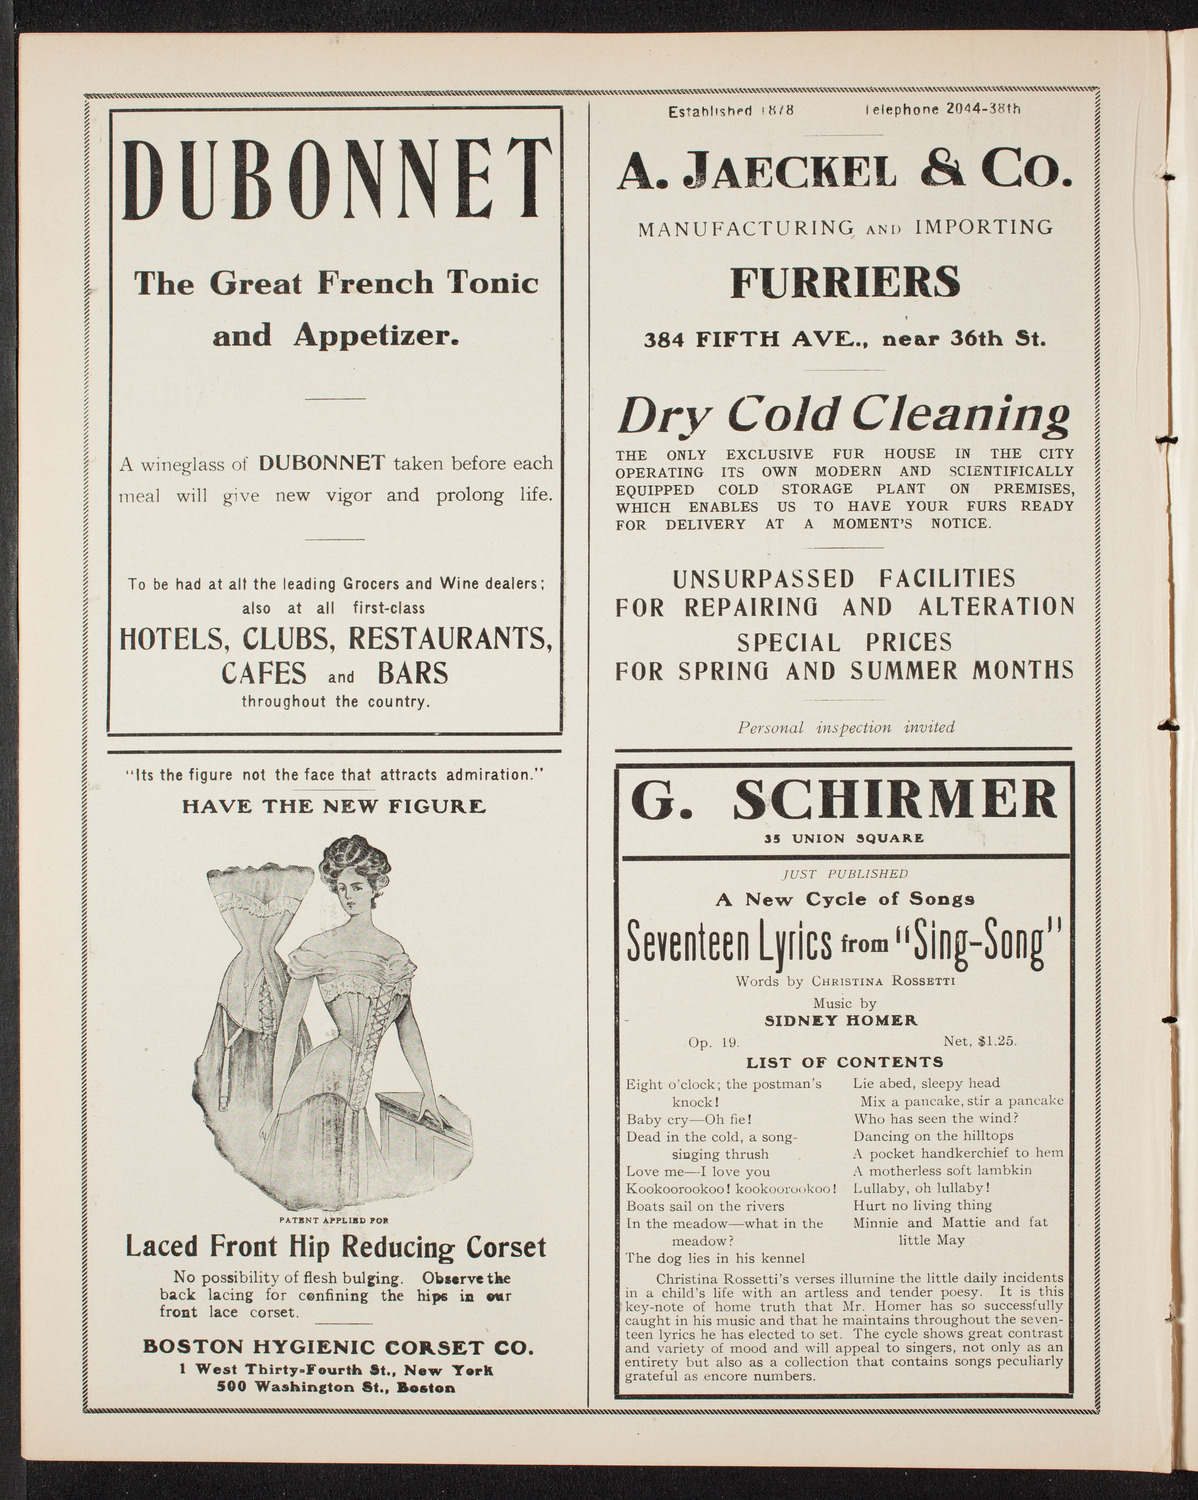 DUBONNET
The Great French Tonic
and Appetizer.
A wineglass of DUBONNET taken before each
meal will give new vigor and prolong life.
To be had at all the leading Grocers and Wine dealers;
also at all first-class
HOTELS, CLUBS, RESTAURANTS,
CAFES and BARS
throughout the country.
"Its the figure not the face that attracts admiration."
HAVE THE NEW FIGURE
PATENT APPLIED FOR
Laced Front Hip Reducing Corset
No possibility of flesh bulging. Observe the
back lacing for confining the hips in our
front lace corset.
BOSTON HYGIENIC CORSET CO.
1 West Thirty-Fourth St., New York
500 Washington St., Boston
Established 1878 Telephone 2044-38th
A. JAECKEL & CO.
MANUFACTURING AND IMPORTING
FURRIERS
384 FIFTH AVE., near 36th St.
Dry Cold Cleaning
THE ONLY EXCLUSIVE FUR HOUSE IN THE CITY
OPERATING ITS OWN MODERN AND SCIENTIFICALLY
EQUIPPED COLD STORAGE PLANT ON PREMISES,
WHICH ENABLES US TO HAVE YOUR FURS READY
FOR DELIVERY AT A MOMENT'S NOTICE.
UNSURPASSED FACILITIES
FOR REPAIRING AND ALTERATION
SPECIAL PRICES
FOR SPRING AND SUMMER MONTHS
Personal inspection invited
G. SCHIRMER
35 UNION SQUARE
JUST PUBLISHED
A New Cycle of Songs
Seventeen Lyrics from "Sing-Song"
Words by CHRISTINA ROSSETTI
Music by
SIDNEY HOMER
Op. 19. Net, $1.25.
LIST OF CONTENTS
Eight o'clock; the postman's
knock!
Baby cry—Oh fie!
Dead in the cold, a song-
singing thrush
Love me—I love you
Kookoorookoo! kookoorookoo!
Boats sail on the rivers
In the meadow—what in the
meadow?
The dog lies in his kennel
Lie abed, sleepy head
Mix a pancake, stir a pancake
Who has seen the wind?
Dancing on the hilltops
A pocket handkerchief to hem
A motherless soft lambkin
Lullaby, oh lullaby!
Hurt no living thing
Minnie and Mattie and fat
little May
Christina Rossetti's verses illumine the little daily incidents
in a child's life with an artless and tender poesy. It is this
key-note of home truth that Mr. Homer has so successfully
caught in his music and that he maintains throughout the seven-
teen lyrics he has elected to set. The cycle shows great contrast
and variety of mood and will appeal to singers, not only as an
entirety but also as a collection that contains songs peculiarly
grateful as encore numbers.